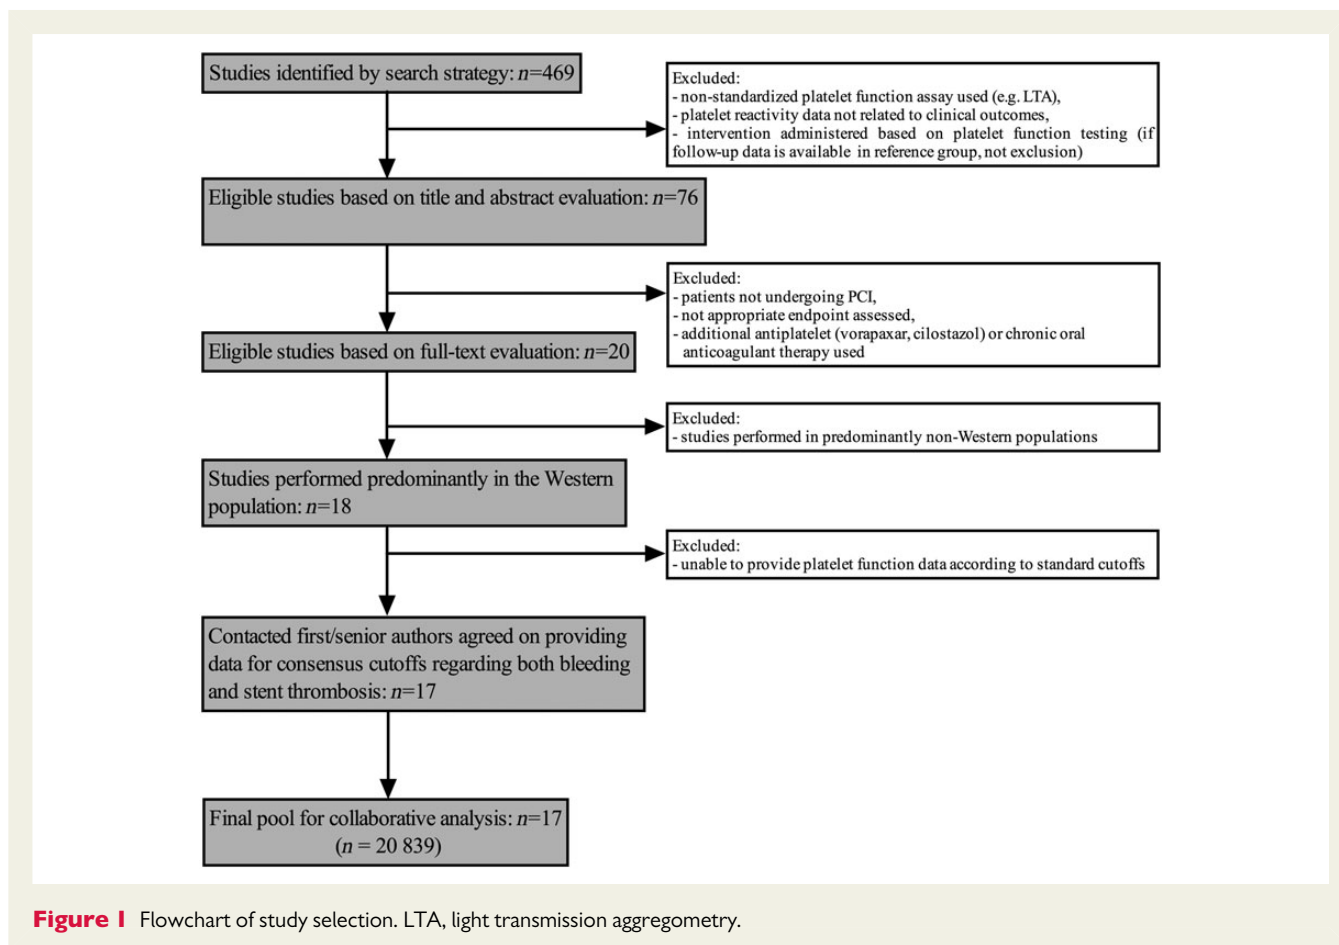 Studies identified by search strategy: n=469
Excluded:
- non-standardized platelet function assay used (e.g. LTA),
- platelet reactivity data not related to clinical outcomes,
- intervention administered based on platelet function testing (if
follow-up data is available in reference group, not exclusion)
Eligible studies based on title and abstract evaluation: n=76
Excluded:
- patients not undergoing PCI,
- not appropriate endpoint assessed,
- additional antiplatelet (vorapaxar, cilostazol) or chronic oral
anticoagulant therapy used
Eligible studies based on full-text evaluation: n=20
Excluded:
- studies performed in predominantly non-Western populations
Studies performed predominantly in the Western
population: n=18
Excluded:
- unable to provide platelet function data according to standard cutoffs
Contacted first/senior authors agreed on providing
data for consensus cutoffs regarding both bleeding
and stent thrombosis: n=17
Final pool for collaborative analysis: n=17
(n = 20 839)
Figure 1 Flowchart of study selection. LTA, light transmission aggregometry.